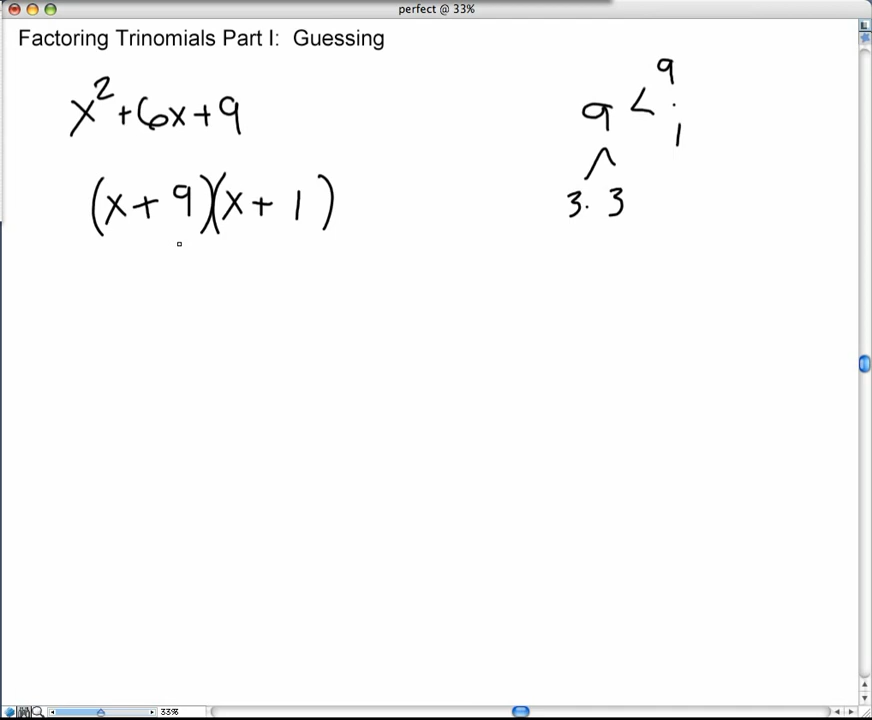 perfect @ 33%
Factoring Trinomials Part I: Guessing
x²+6x+9
(x+9)(x+1)
9 < 9 · 1
3 · 3
33%